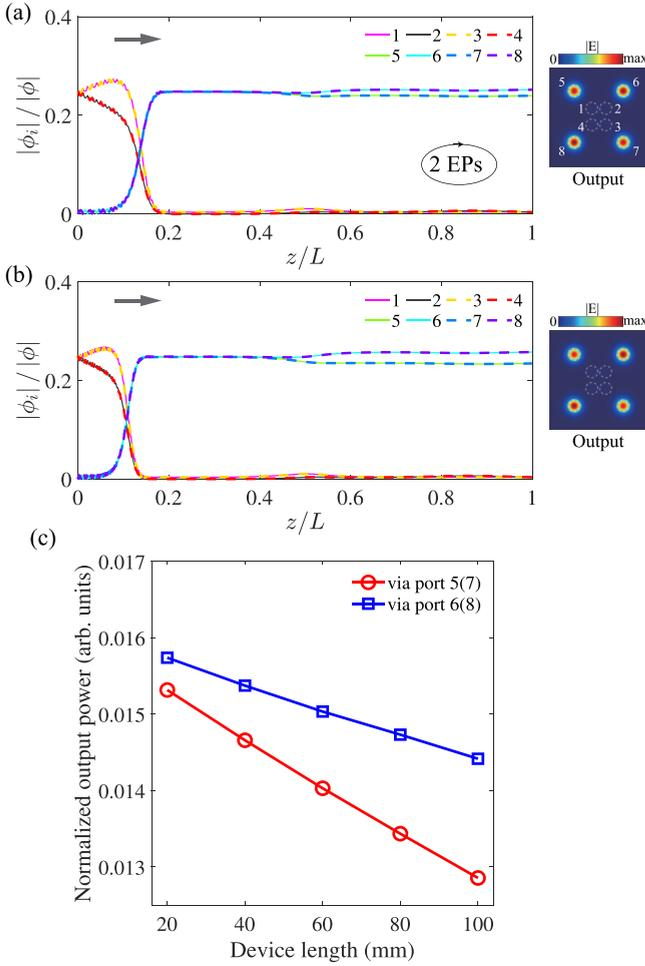 (a)
0.4
0.2
0
|ϕᵢ| / |ϕ|
1 2 3 4
5 6 7 8
2 EPs
0 0.2 0.4 0.6 0.8 1
z/L
|E|
0 max
5 6
1 2
4 3
8 7
Output
(b)
0.4
0.2
0
|ϕᵢ| / |ϕ|
1 2 3 4
5 6 7 8
0 0.2 0.4 0.6 0.8 1
z/L
|E|
0 max
Output
(c)
0.017
0.016
0.015
0.014
0.013
Normalized output power (arb. units)
via port 5(7)
via port 6(8)
20 40 60 80 100
Device length (mm)